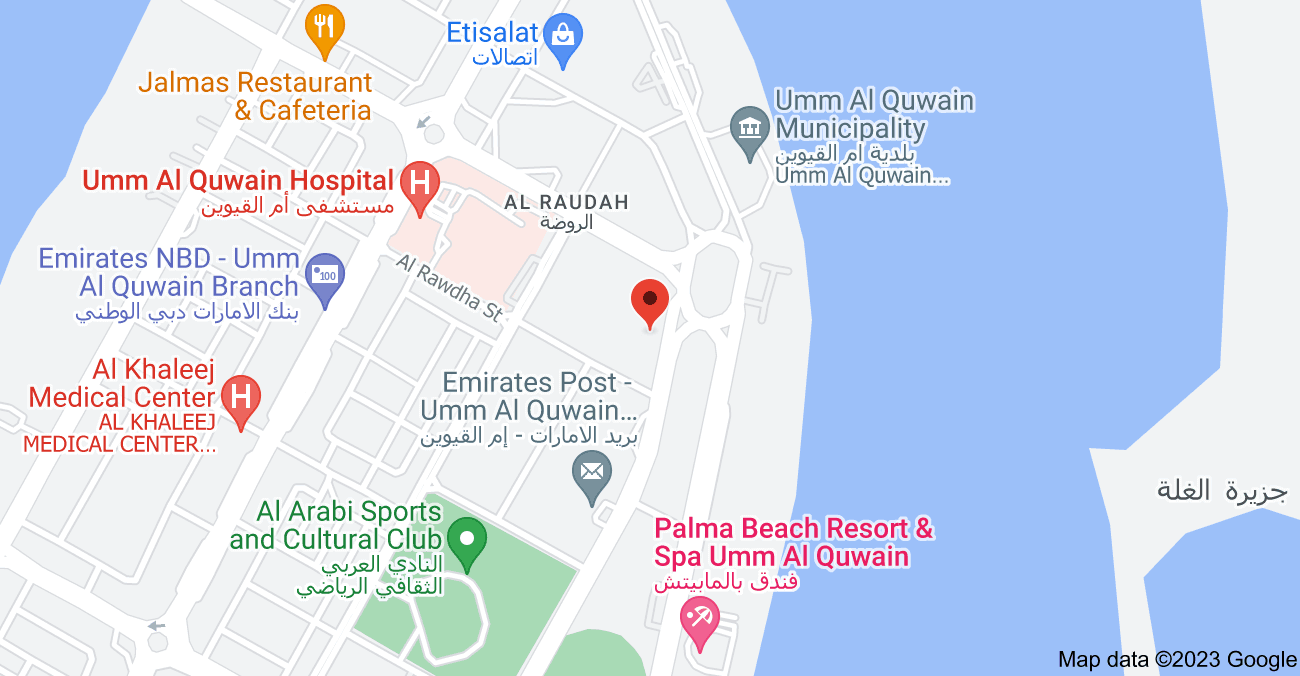 Etisalat
اتصالات
Jalmas Restaurant
& Cafeteria
Umm Al Quwain
Municipality
بلدية ام القيوين
Umm Al Quwain...
Umm Al Quwain Hospital
مستشفى أم القيوين
AL RAUDAH
الروضة
Emirates NBD - Umm
Al Quwain Branch
بنك الامارات دبي الوطني
100
Al Rawdha St
Al Khaleej
Medical Center
AL KHALEEJ
MEDICAL CENTER...
Emirates Post -
Umm Al Quwain...
بريد الامارات - إم القيوين
جزيرة الغلة
Al Arabi Sports
and Cultural Club
النادي العربي
الثقافي الرياضي
Palma Beach Resort &
Spa Umm Al Quwain
فندق بالمابيتش
Map data ©2023 Google